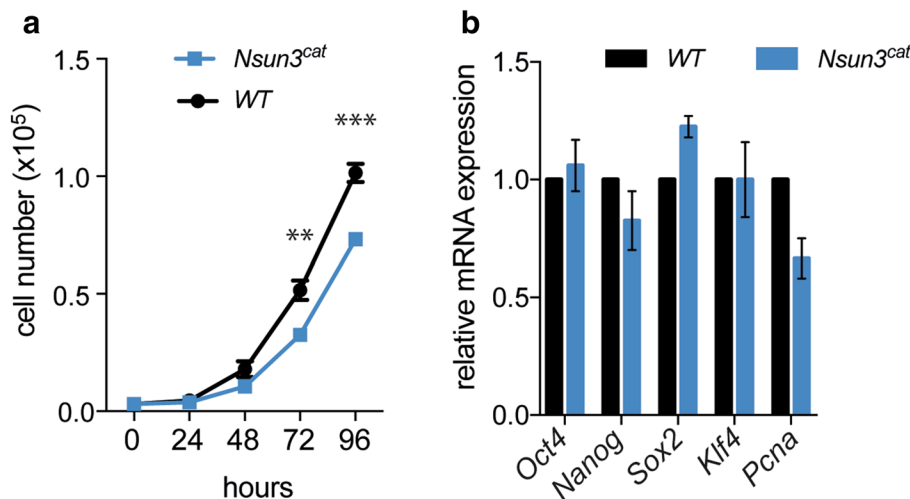 a
Nsun3cat
WT
cell number (x10⁵)
1.5
1.0
0.5
0.0
**
***
0 24 48 72 96
hours
b
WT Nsun3cat
relative mRNA expression
1.5
1.0
0.5
0.0
Oct4 Nanog Sox2 Klf4 Pcna